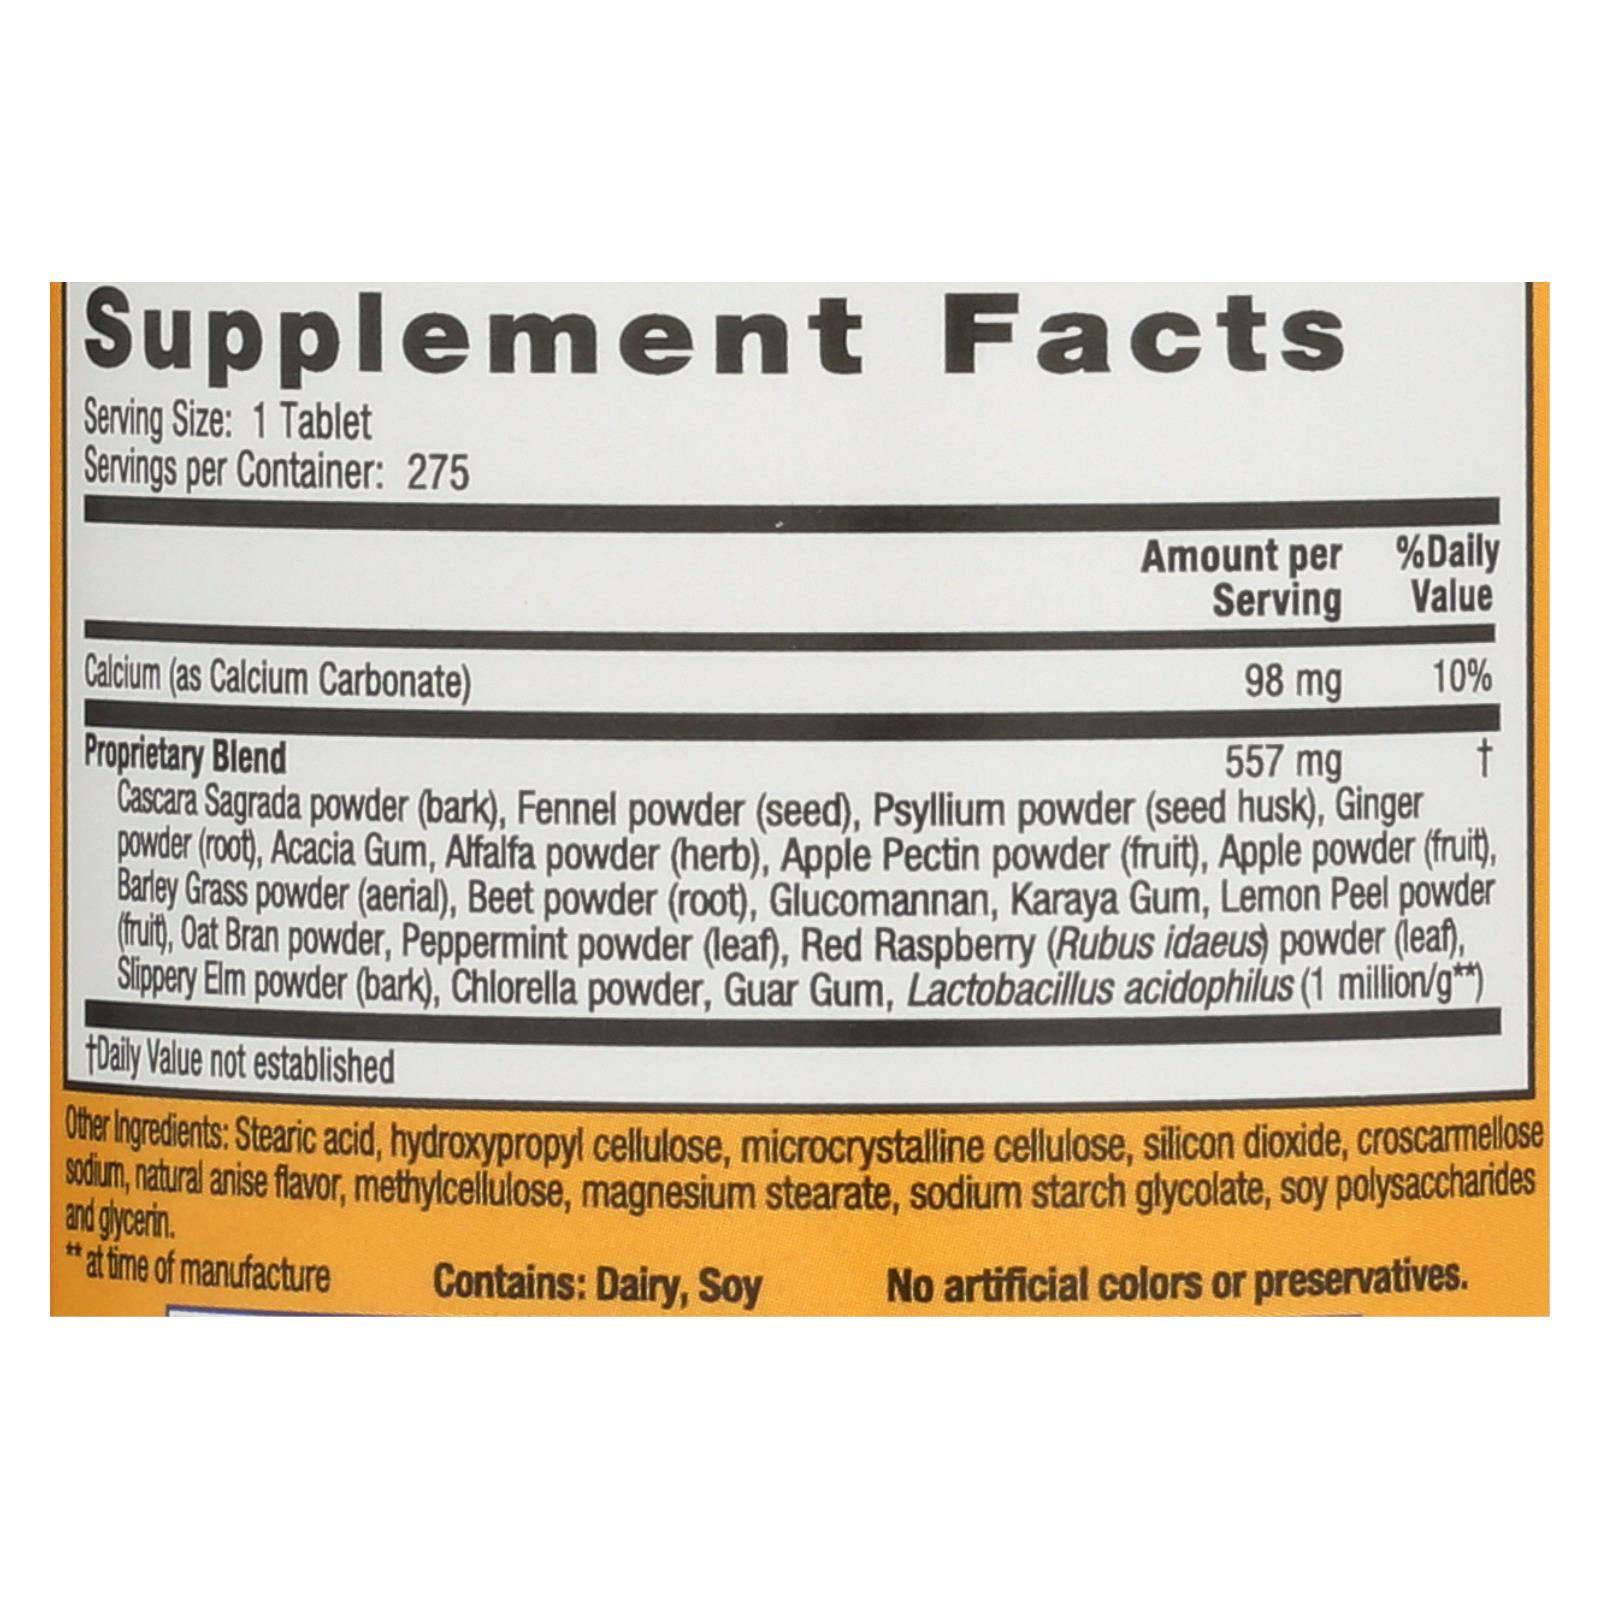 Supplement Facts
Serving Size: 1 Tablet
Servings per Container: 275
Amount per %Daily
Serving Value
Calcium (as Calcium Carbonate) 98 mg 10%
Proprietary Blend 557 mg †
Cascara Sagrada powder (bark), Fennel powder (seed), Psyllium powder (seed husk), Ginger
powder (root), Acacia Gum, Alfalfa powder (herb), Apple Pectin powder (fruit), Apple powder (fruit),
Barley Grass powder (aerial), Beet powder (root), Glucomannan, Karaya Gum, Lemon Peel powder
(fruit), Oat Bran powder, Peppermint powder (leaf), Red Raspberry (Rubus idaeus) powder (leaf),
Slippery Elm powder (bark), Chlorella powder, Guar Gum, Lactobacillus acidophilus (1 million/g**)
†Daily Value not established
Other Ingredients: Stearic acid, hydroxypropyl cellulose, microcrystalline cellulose, silicon dioxide, croscarmellose
sodium, natural anise flavor, methylcellulose, magnesium stearate, sodium starch glycolate, soy polysaccharides
and glycerin.
** at time of manufacture Contains: Dairy, Soy No artificial colors or preservatives.